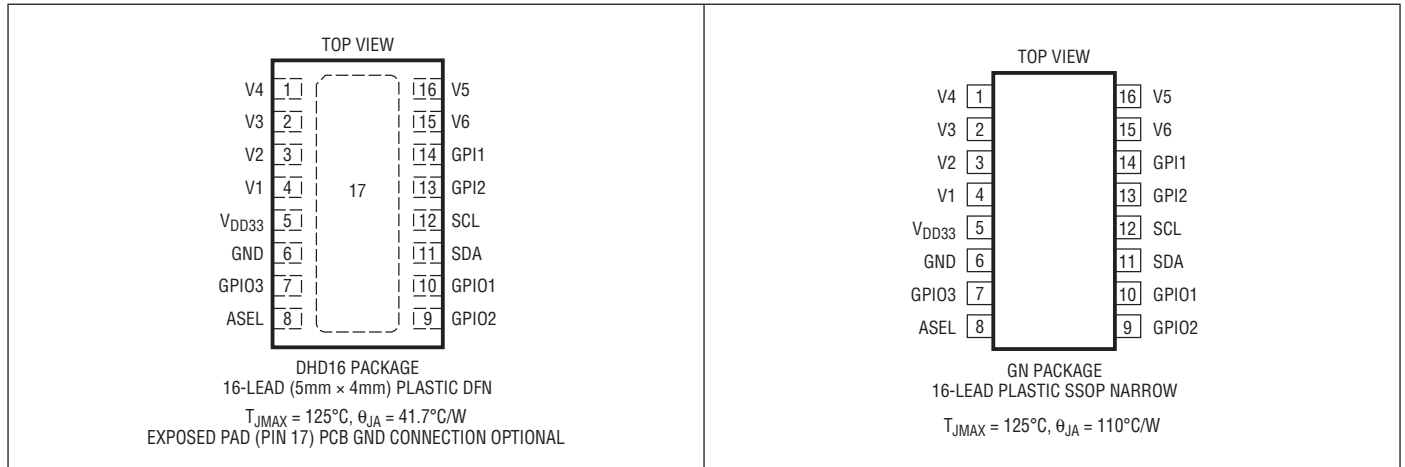 TOP VIEW
V4 1 16 V5
V3 2 15 V6
V2 3 14 GPI1
V1 4 17 13 GPI2
VDD33 5 12 SCL
GND 6 11 SDA
GPIO3 7 10 GPIO1
ASEL 8 9 GPIO2
DHD16 PACKAGE
16-LEAD (5mm × 4mm) PLASTIC DFN
TJMAX = 125°C, θJA = 41.7°C/W
EXPOSED PAD (PIN 17) PCB GND CONNECTION OPTIONAL
TOP VIEW
V4 1 16 V5
V3 2 15 V6
V2 3 14 GPI1
V1 4 13 GPI2
VDD33 5 12 SCL
GND 6 11 SDA
GPIO3 7 10 GPIO1
ASEL 8 9 GPIO2
GN PACKAGE
16-LEAD PLASTIC SSOP NARROW
TJMAX = 125°C, θJA = 110°C/W